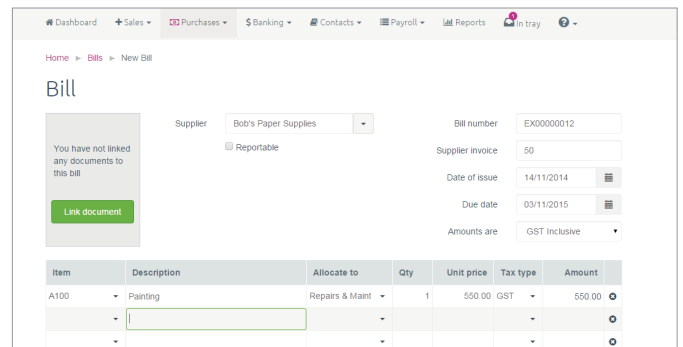 Dashboard Sales Purchases $ Banking Contacts Payroll Reports 1 In tray ?
Home ► Bills ► New Bill
Bill
You have not linked
any documents to
this bill
Link document
Supplier Bob's Paper Supplies
Reportable
Bill number EX00000012
Supplier invoice 50
Date of issue 14/11/2014
Due date 03/11/2015
Amounts are GST Inclusive
Item Description Allocate to Qty Unit price Tax type Amount
A100 Painting Repairs & Maint 1 550.00 GST 550.00